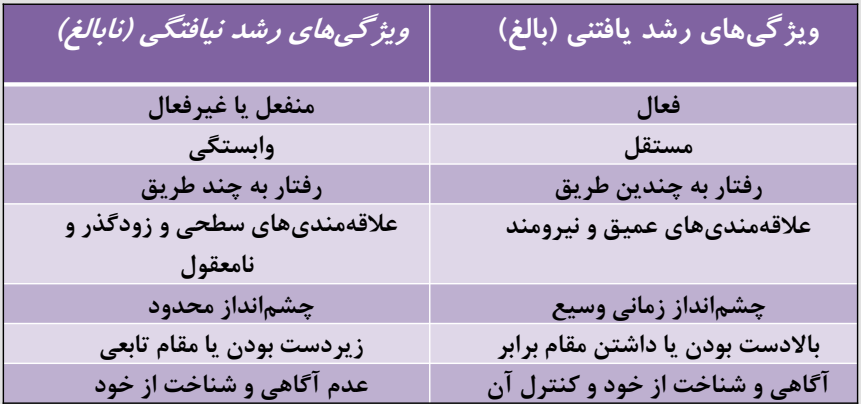 ویژگی‌های رشد یافتنی (بالغ)
ویژگی‌های رشد نیافتگی (نابالغ)
فعال
منفعل یا غیرفعال
مستقل
وابستگی
رفتار به چندین طریق
رفتار به چند طریق
علاقه‌مندی‌های عمیق و نیرومند
علاقه‌مندی‌های سطحی و زودگذر و
نامعقول
چشم‌انداز زمانی وسیع
چشم‌انداز محدود
بالادست بودن یا داشتن مقام برابر
زیردست بودن یا مقام تابعی
آگاهی و شناخت از خود و کنترل آن
عدم آگاهی و شناخت از خود